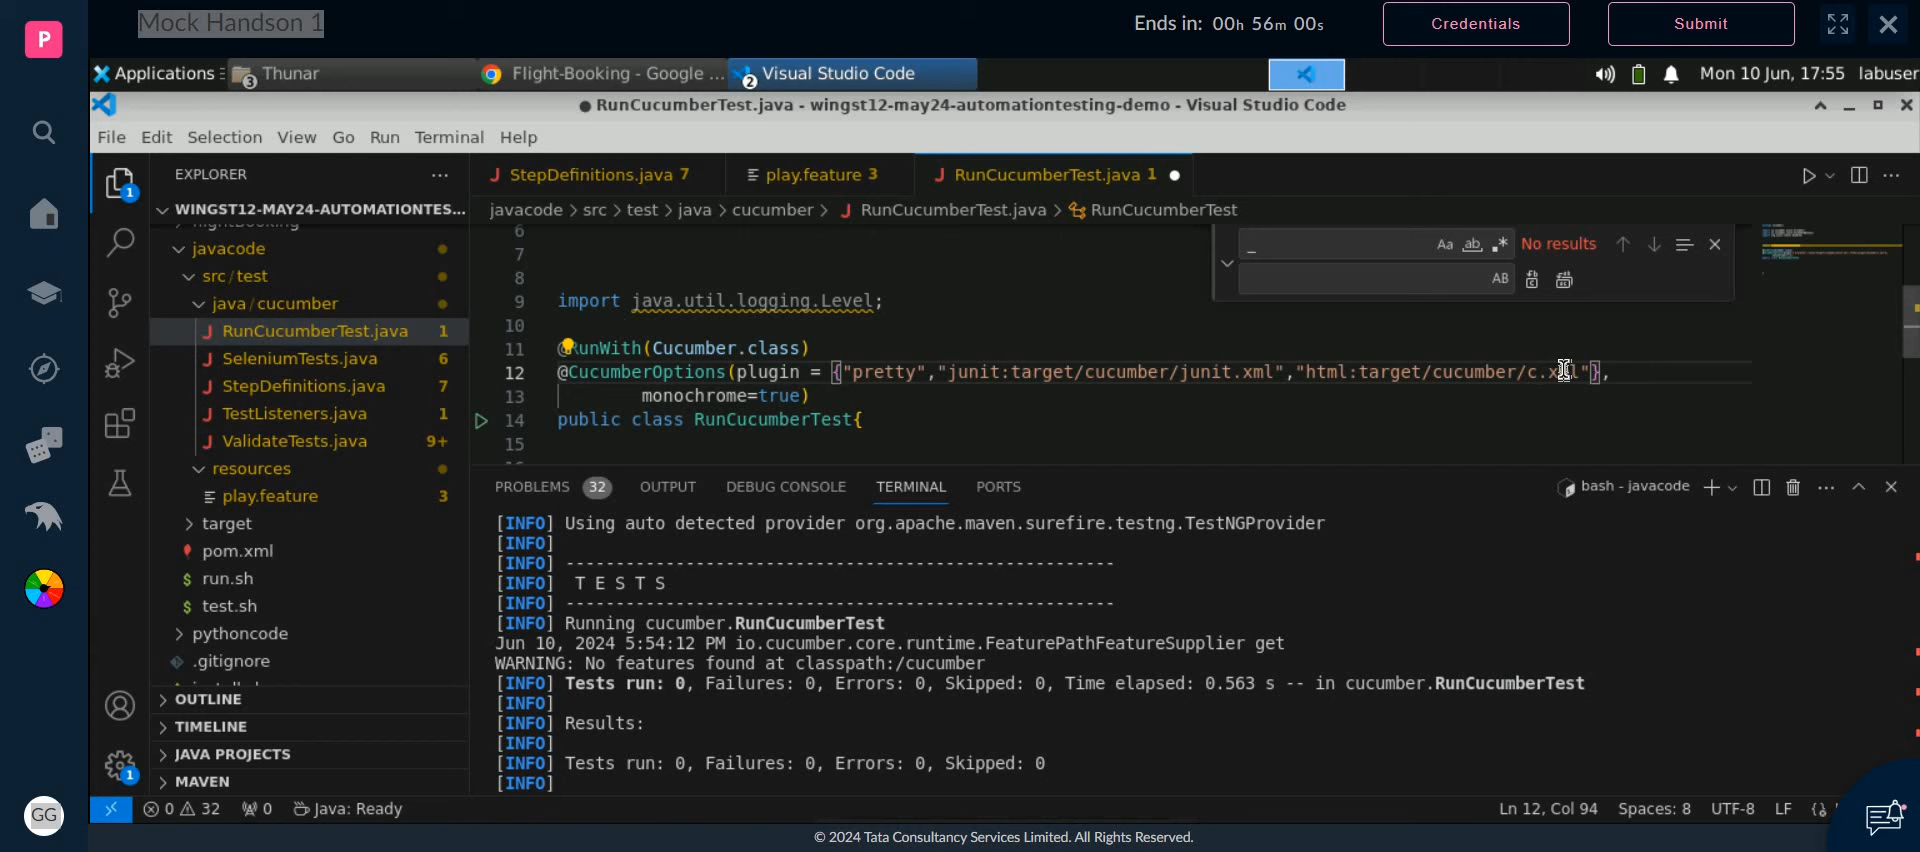 P
Mock Handson 1
Ends in: 00h 56m 00s
Credentials
Submit
Applications
3 Thunar
Flight-Booking - Google ...
2 Visual Studio Code
Mon 10 Jun, 17:55 labuser
● RunCucumberTest.java - wingst12-may24-automationtesting-demo - Visual Studio Code
File Edit Selection View Go Run Terminal Help
1
EXPLORER ...
WINGST12-MAY24-AUTOMATIONTES...
javacode
src/test
java/cucumber
RunCucumberTest.java 1
SeleniumTests.java 6
StepDefinitions.java 7
TestListeners.java 1
ValidateTests.java 9+
resources
play.feature 3
target
pom.xml
$ run.sh
$ test.sh
pythoncode
.gitignore
OUTLINE
TIMELINE
JAVA PROJECTS
MAVEN
1
GG
StepDefinitions.java 7
play.feature 3
RunCucumberTest.java 1
javacode > src > test > java > cucumber > RunCucumberTest.java > RunCucumberTest
_ Aa ab No results
AB
6
7
8
9 import java.util.logging.Level;
10
11 @RunWith(Cucumber.class)
12 @CucumberOptions(plugin = {"pretty","junit:target/cucumber/junit.xml","html:target/cucumber/c.xml"},
13 monochrome=true)
14 public class RunCucumberTest{
15
PROBLEMS 32 OUTPUT DEBUG CONSOLE TERMINAL PORTS
bash - javacode
[INFO] Using auto detected provider org.apache.maven.surefire.testng.TestNGProvider
[INFO]
[INFO] -------------------------------------------------------
[INFO] T E S T S
[INFO] -------------------------------------------------------
[INFO] Running cucumber.RunCucumberTest
Jun 10, 2024 5:54:12 PM io.cucumber.core.runtime.FeaturePathFeatureSupplier get
WARNING: No features found at classpath:/cucumber
[INFO] Tests run: 0, Failures: 0, Errors: 0, Skipped: 0, Time elapsed: 0.563 s -- in cucumber.RunCucumberTest
[INFO]
[INFO] Results:
[INFO]
[INFO] Tests run: 0, Failures: 0, Errors: 0, Skipped: 0
[INFO]
0 32 0 Java: Ready
Ln 12, Col 94 Spaces: 8 UTF-8 LF {}
© 2024 Tata Consultancy Services Limited. All Rights Reserved.